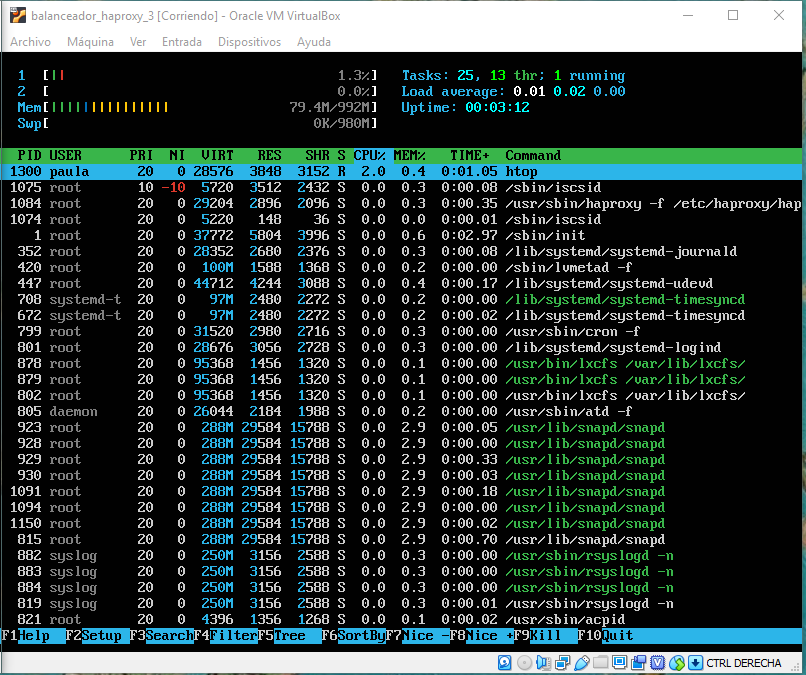 balanceador_haproxy_3 [Corriendo] - Oracle VM VirtualBox
Archivo Máquina Ver Entrada Dispositivos Ayuda
1 [|| 1.3%] Tasks: 25, 13 thr; 1 running
2 [ 0.0%] Load average: 0.01 0.02 0.00
Mem[||||||||||||||| 79.4M/992M] Uptime: 00:03:12
Swp[ 0K/980M]
PID USER PRI NI VIRT RES SHR S CPU% MEM% TIME+ Command
1300 paula 20 0 28576 3848 3152 R 2.0 0.4 0:01.05 htop
1075 root 10 -10 5720 3512 2432 S 0.0 0.3 0:00.08 /sbin/iscsid
1084 root 20 0 29204 2896 2096 S 0.0 0.3 0:00.35 /usr/sbin/haproxy -f /etc/haproxy/hap
1074 root 20 0 5220 148 36 S 0.0 0.0 0:00.01 /sbin/iscsid
1 root 20 0 37772 5804 3996 S 0.0 0.6 0:02.97 /sbin/init
352 root 20 0 28352 2680 2376 S 0.0 0.3 0:00.08 /lib/systemd/systemd-journald
420 root 20 0 100M 1588 1368 S 0.0 0.2 0:00.00 /sbin/lvmetad -f
447 root 20 0 44712 4244 3088 S 0.0 0.4 0:00.17 /lib/systemd/systemd-udevd
708 systemd-t 20 0 97M 2480 2272 S 0.0 0.2 0:00.00 /lib/systemd/systemd-timesyncd
672 systemd-t 20 0 97M 2480 2272 S 0.0 0.2 0:00.02 /lib/systemd/systemd-timesyncd
799 root 20 0 31520 2980 2716 S 0.0 0.3 0:00.00 /usr/sbin/cron -f
801 root 20 0 28676 3056 2728 S 0.0 0.3 0:00.00 /lib/systemd/systemd-logind
878 root 20 0 95368 1456 1320 S 0.0 0.1 0:00.00 /usr/bin/lxcfs /var/lib/lxcfs/
879 root 20 0 95368 1456 1320 S 0.0 0.1 0:00.00 /usr/bin/lxcfs /var/lib/lxcfs/
802 root 20 0 95368 1456 1320 S 0.0 0.1 0:00.00 /usr/bin/lxcfs /var/lib/lxcfs/
805 daemon 20 0 26044 2184 1988 S 0.0 0.2 0:00.00 /usr/sbin/atd -f
923 root 20 0 288M 29584 15788 S 0.0 2.9 0:00.05 /usr/lib/snapd/snapd
928 root 20 0 288M 29584 15788 S 0.0 2.9 0:00.00 /usr/lib/snapd/snapd
929 root 20 0 288M 29584 15788 S 0.0 2.9 0:00.33 /usr/lib/snapd/snapd
930 root 20 0 288M 29584 15788 S 0.0 2.9 0:00.03 /usr/lib/snapd/snapd
1091 root 20 0 288M 29584 15788 S 0.0 2.9 0:00.18 /usr/lib/snapd/snapd
1094 root 20 0 288M 29584 15788 S 0.0 2.9 0:00.00 /usr/lib/snapd/snapd
1150 root 20 0 288M 29584 15788 S 0.0 2.9 0:00.02 /usr/lib/snapd/snapd
815 root 20 0 288M 29584 15788 S 0.0 2.9 0:00.70 /usr/lib/snapd/snapd
882 syslog 20 0 250M 3156 2588 S 0.0 0.3 0:00.00 /usr/sbin/rsyslogd -n
883 syslog 20 0 250M 3156 2588 S 0.0 0.3 0:00.00 /usr/sbin/rsyslogd -n
884 syslog 20 0 250M 3156 2588 S 0.0 0.3 0:00.00 /usr/sbin/rsyslogd -n
819 syslog 20 0 250M 3156 2588 S 0.0 0.3 0:00.01 /usr/sbin/rsyslogd -n
821 root 20 0 4396 1356 1268 S 0.0 0.1 0:00.02 /usr/sbin/acpid
F1Help F2Setup F3SearchF4FilterF5Tree F6SortByF7Nice -F8Nice +F9Kill F10Quit
CTRL DERECHA